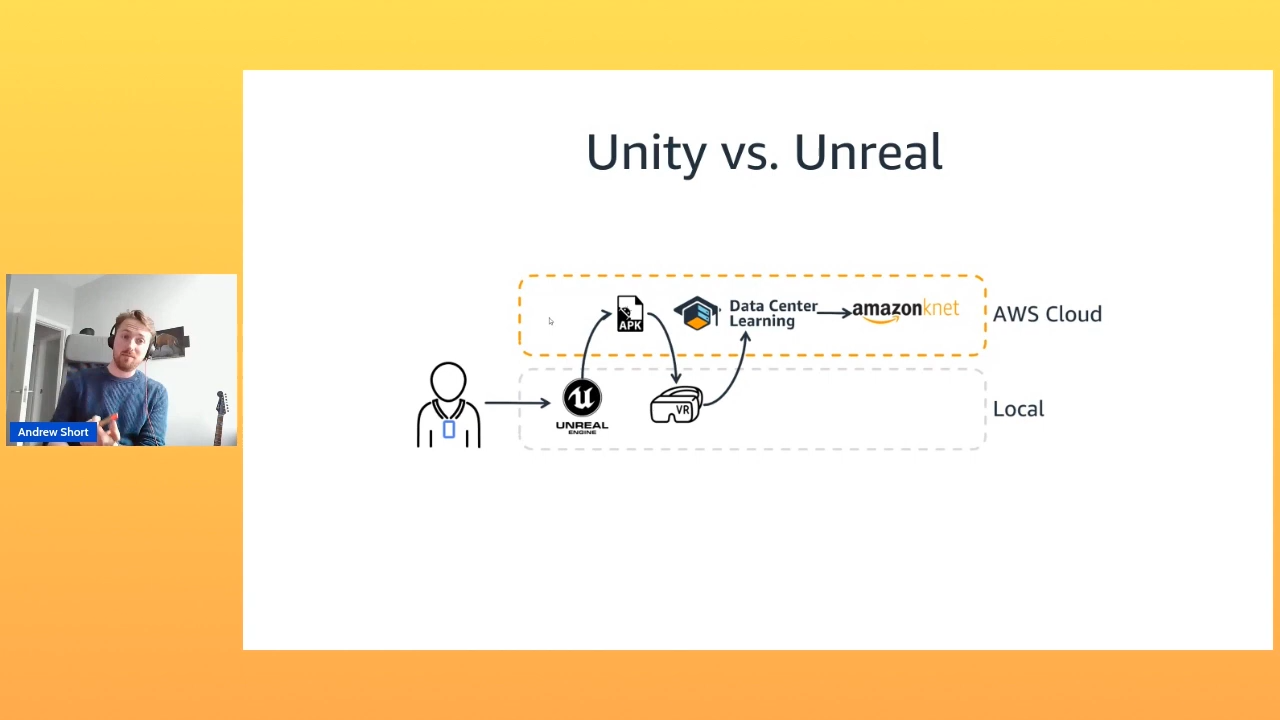 Unity vs. Unreal
APK
Data Center
Learning
amazonknet
AWS Cloud
UNREAL
ENGINE
VR
Local
Andrew Short